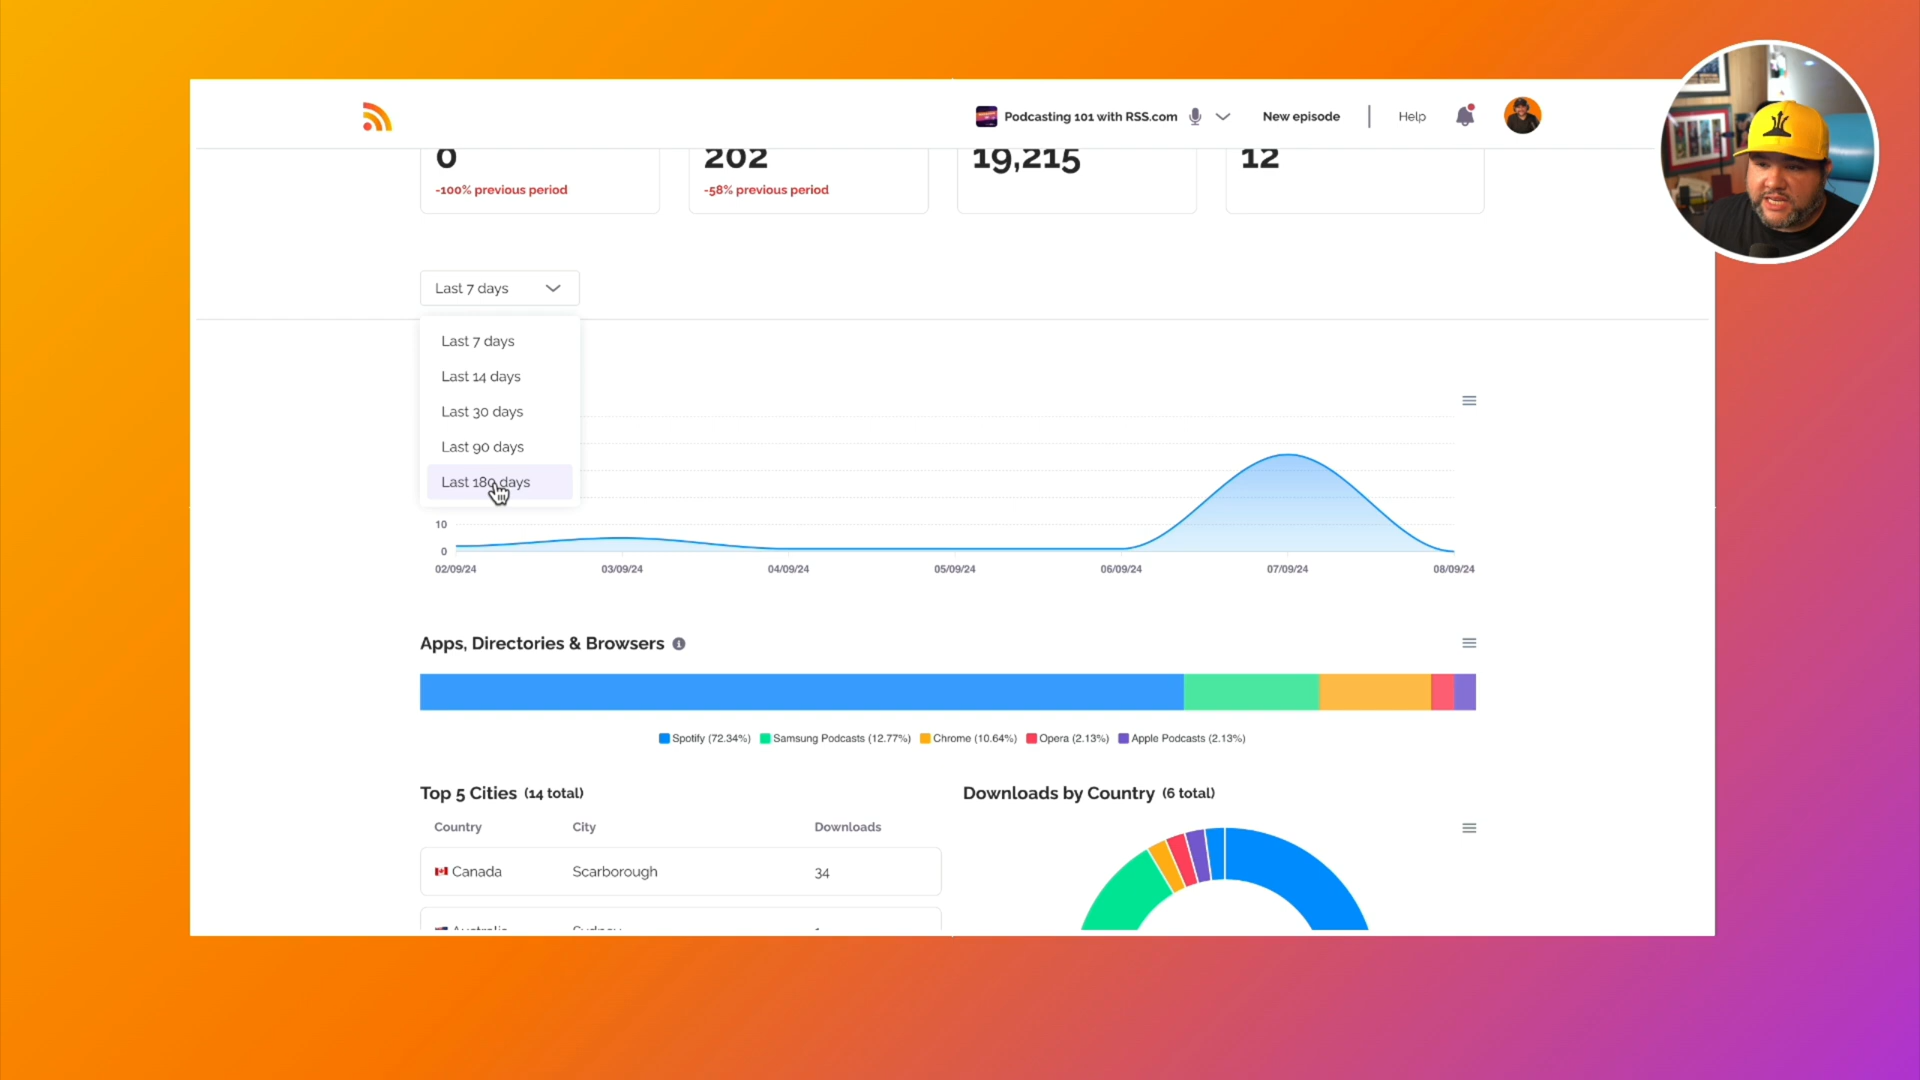 Podcasting 101 with RSS.com
New episode
Help
0
202
19,215
12
-100% previous period
-58% previous period
Last 7 days
Last 7 days
Last 14 days
Last 30 days
Last 90 days
Last 180 days
10
0
02/09/24
03/09/24
04/09/24
05/09/24
06/09/24
07/09/24
08/09/24
Apps, Directories & Browsers
Spotify (72.34%)
Samsung Podcasts (12.77%)
Chrome (10.64%)
Opera (2.13%)
Apple Podcasts (2.13%)
Top 5 Cities (14 total)
Downloads by Country (6 total)
Country
City
Downloads
Canada
Scarborough
34
Australia
Sydney